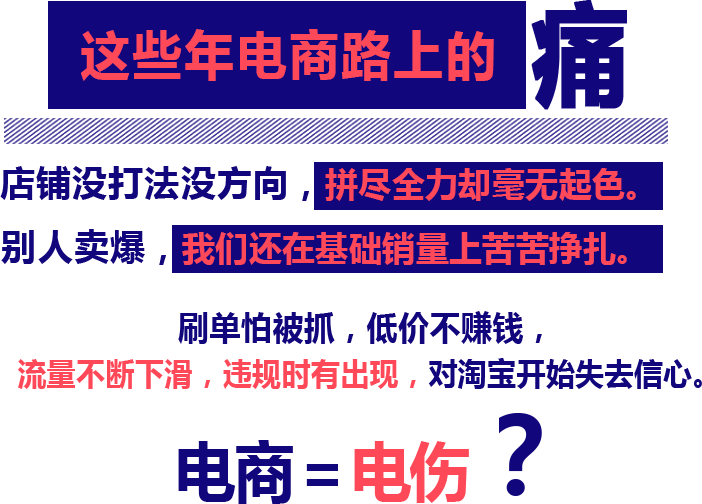 这些年电商路上的痛
店铺没打法没方向，拼尽全力却毫无起色。
别人卖爆，我们还在基础销量上苦苦挣扎。
刷单怕被抓，低价不赚钱，
流量不断下滑，违规时有出现，对淘宝开始失去信心。
电商=电伤？